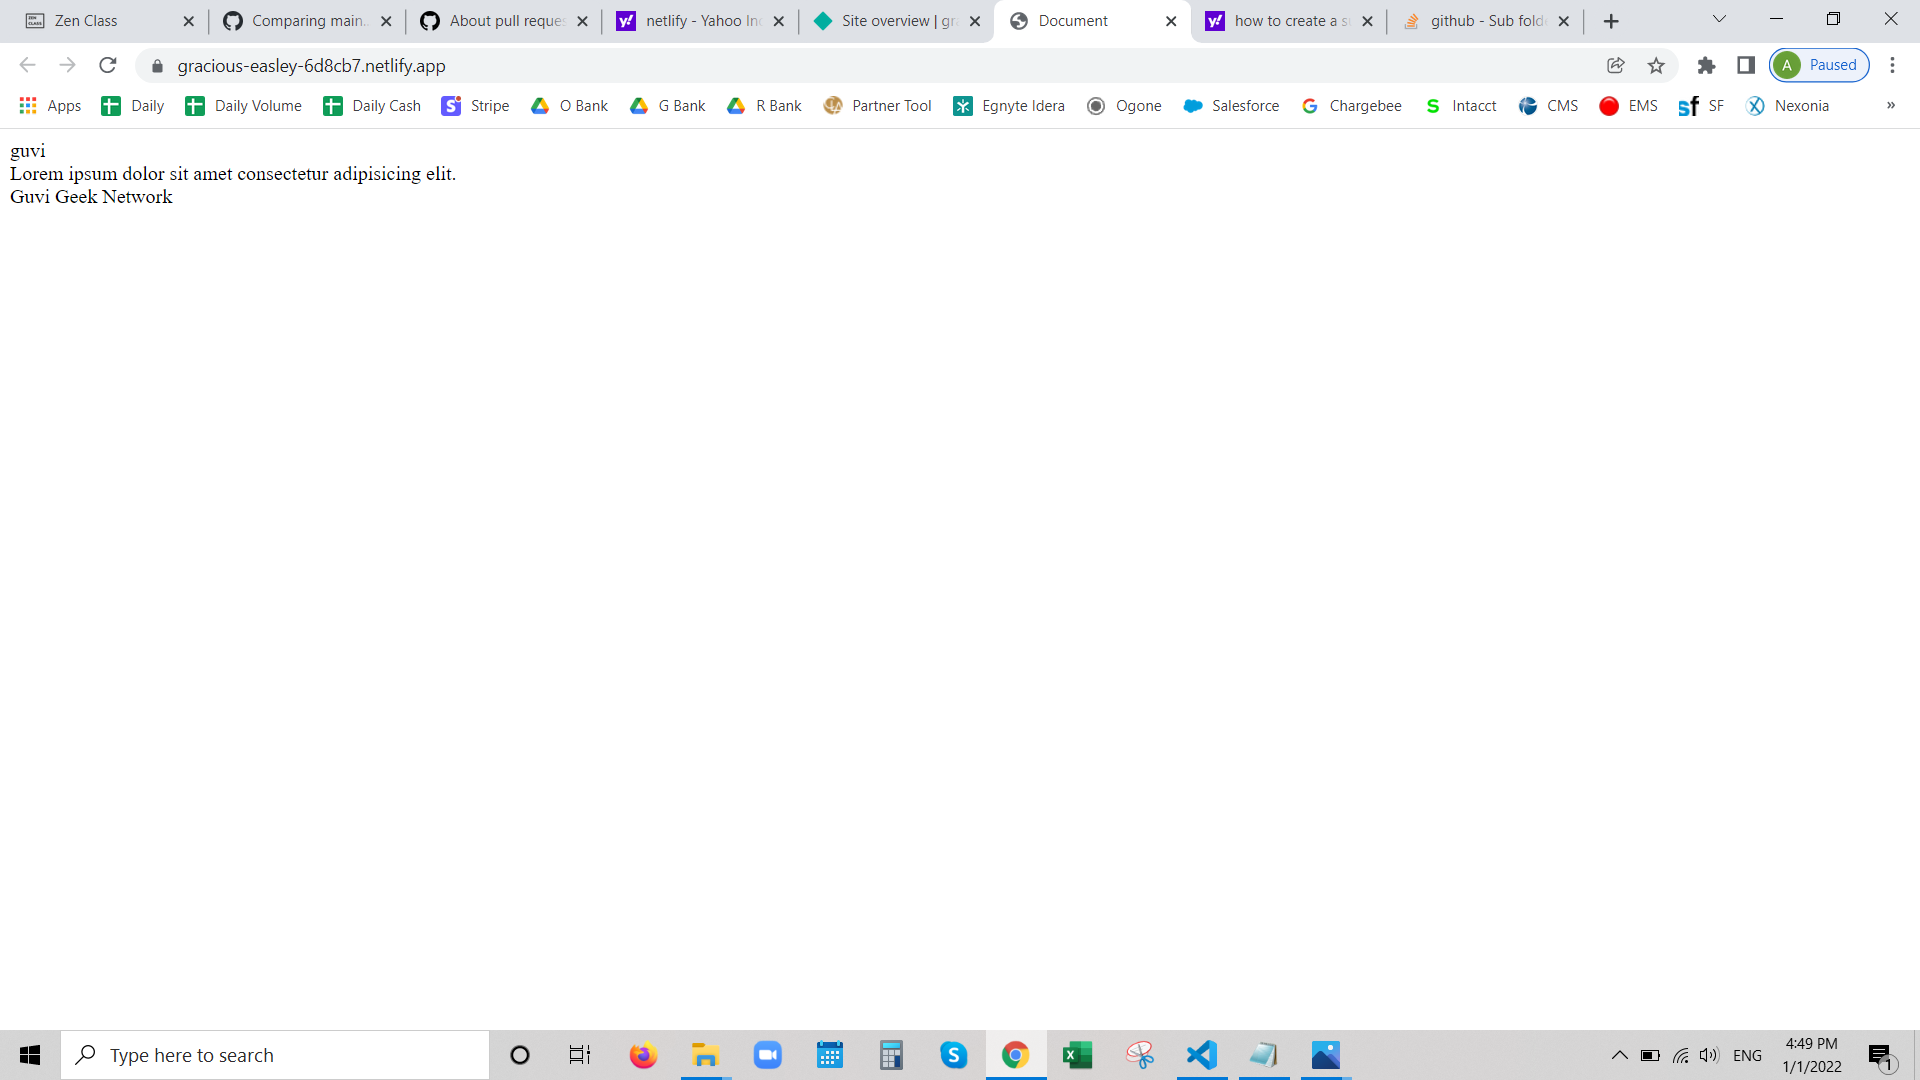 Zen Class
Comparing main...
About pull reques
netlify - Yahoo In
Site overview | gra
Document
how to create a s
github - Sub fold
gracious-easley-6d8cb7.netlify.app
A Paused
Apps Daily Daily Volume Daily Cash Stripe O Bank G Bank R Bank Partner Tool Egnyte Idera Ogone Salesforce Chargebee Intacct CMS EMS SF Nexonia »
guvi
Lorem ipsum dolor sit amet consectetur adipisicing elit.
Guvi Geek Network
Type here to search
ENG
4:49 PM
1/1/2022
1